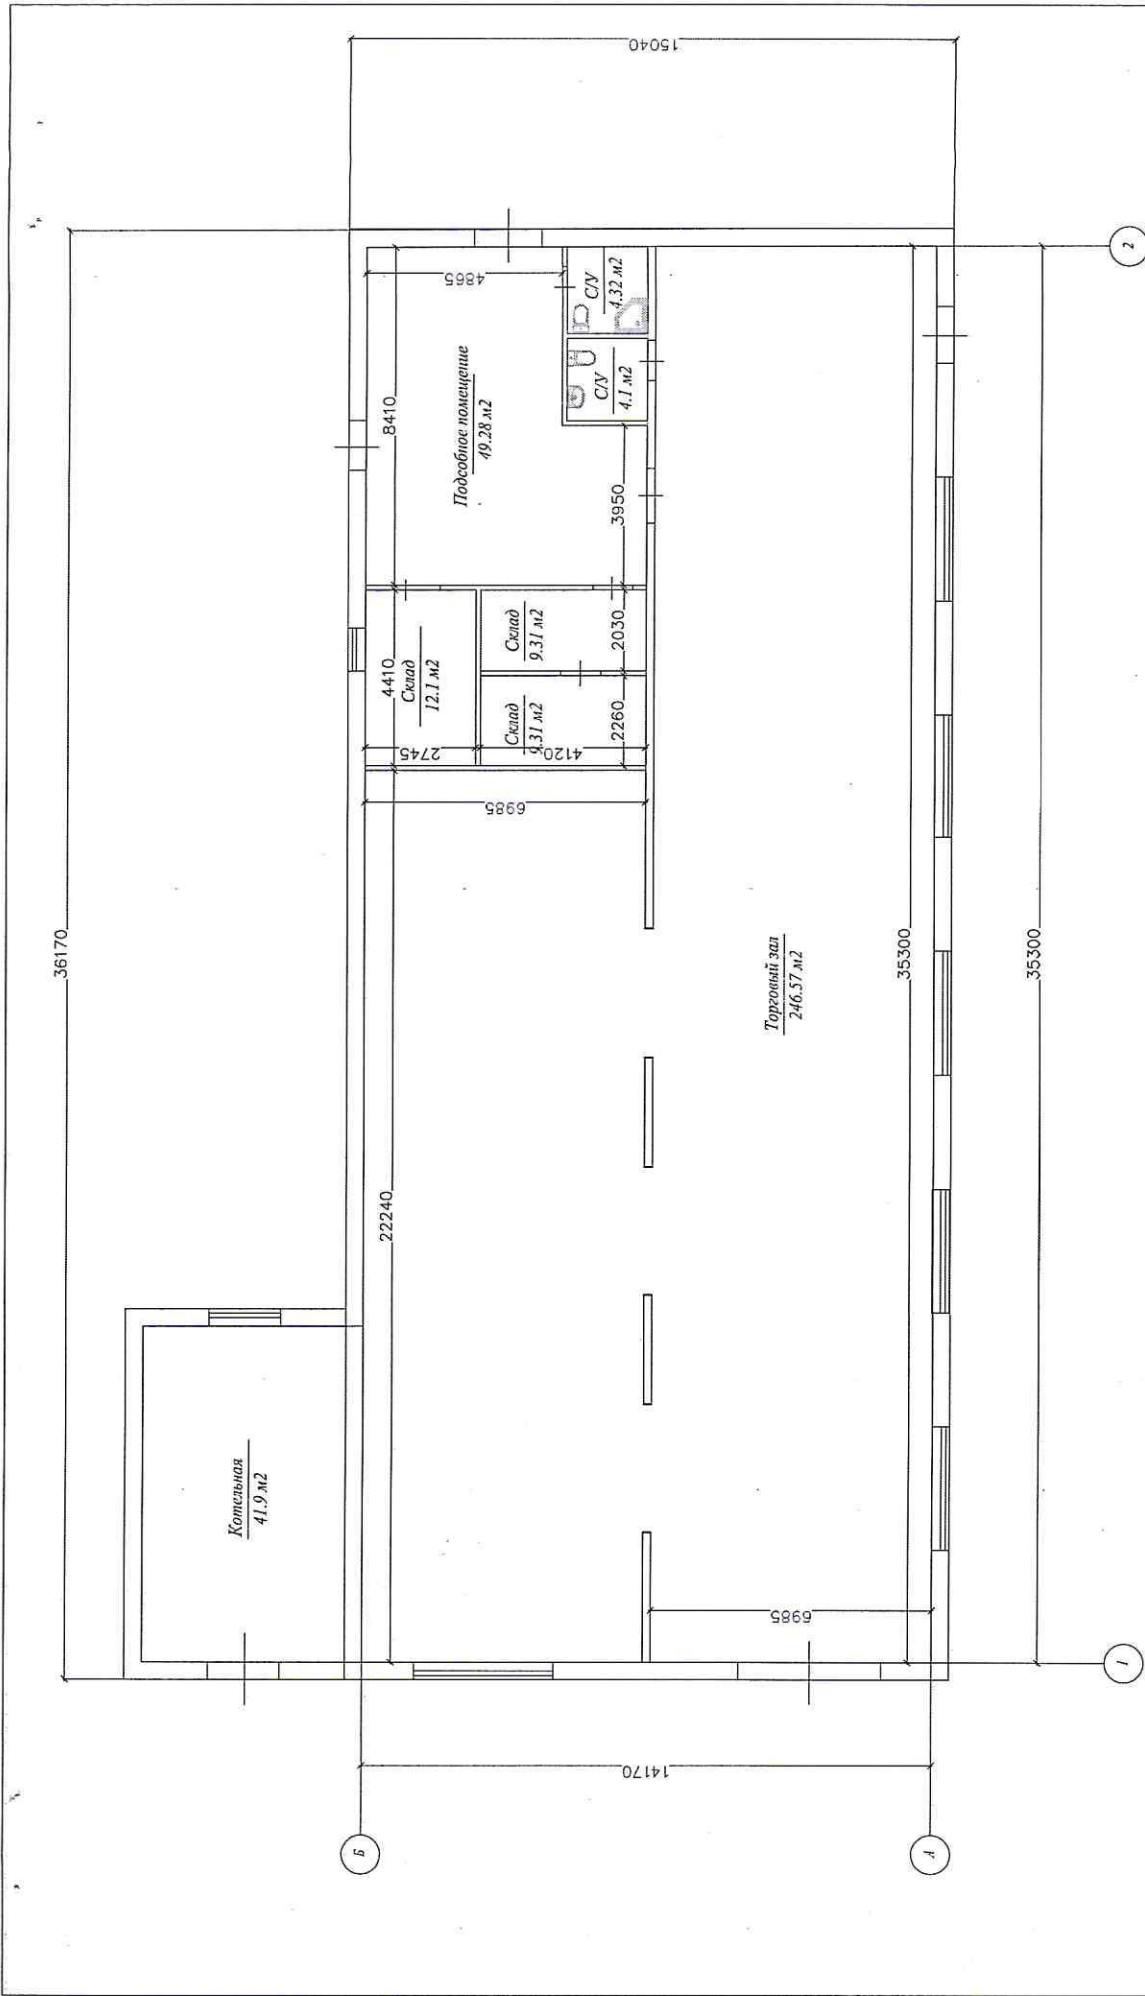 36170
15040
8410
4865
Подсобное помещение
49.28 м2
С/У
4.32 м2
С/У
4.1 м2
3950
4410
Склад
12.1 м2
2745
Склад
9.31 м2
2030
Склад
9.31 м2
2260
4120
6985
22240
Торговый зал
246.57 м2
35300
35300
Котельная
41.9 м2
6985
14170
Б
А
1
2